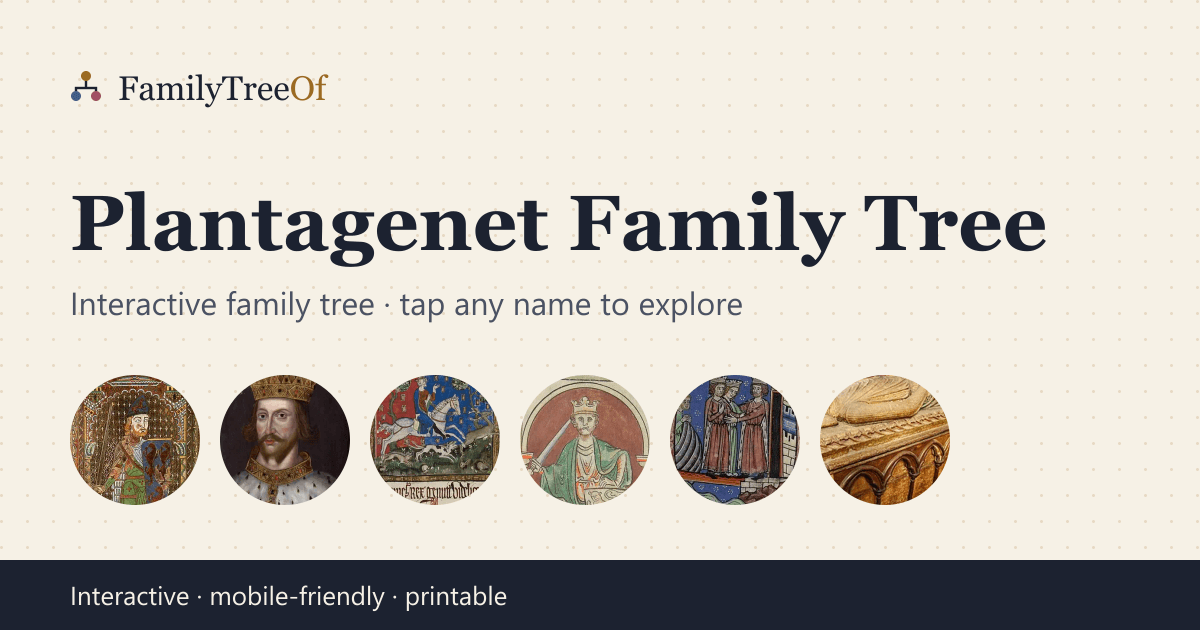 FamilyTreeOf
Plantagenet Family Tree
Interactive family tree · tap any name to explore
Interactive · mobile-friendly · printable